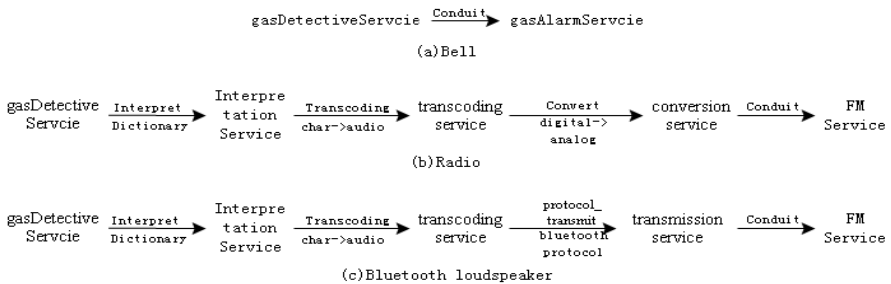 gasDetectiveServcie Conduit gasAlarmServcie
(a)Bell
gasDetective
Servcie
Interpret
Dictionary
Interpre
tation
Service
Transcoding
char->audio
transcoding
service
Convert
digital->
analog
conversion
service
Conduit
FM
Service
(b)Radio
gasDetective
Servcie
Interpret
Dictionary
Interpre
tation
Service
Transcoding
char->audio
transcoding
service
protocol_
transmit
bluetooth
protocol
transmission
service
Conduit
FM
Service
(c)Bluetooth loudspeaker